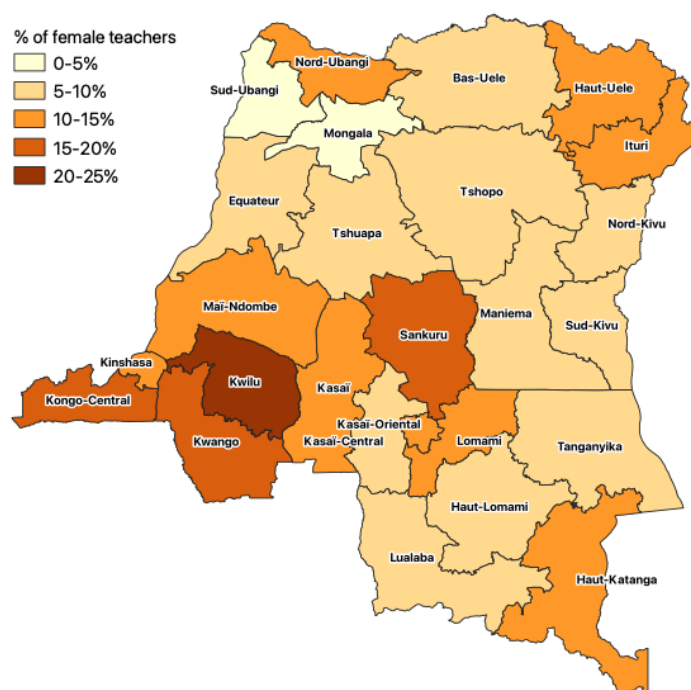 % of female teachers
0-5%
5-10%
10-15%
15-20%
20-25%
Nord-Ubangi
Sud-Ubangi
Bas-Uele
Haut-Uele
Mongala
Ituri
Equateur
Tshopo
Tshuapa
Nord-Kivu
Maï-Ndombe
Maniema
Sud-Kivu
Sankuru
Kinshasa
Kwilu
Kasaï
Kongo-Central
Kasaï-Oriental
Kwango
Kasaï-Central
Lomami
Tanganyika
Haut-Lomami
Lualaba
Haut-Katanga